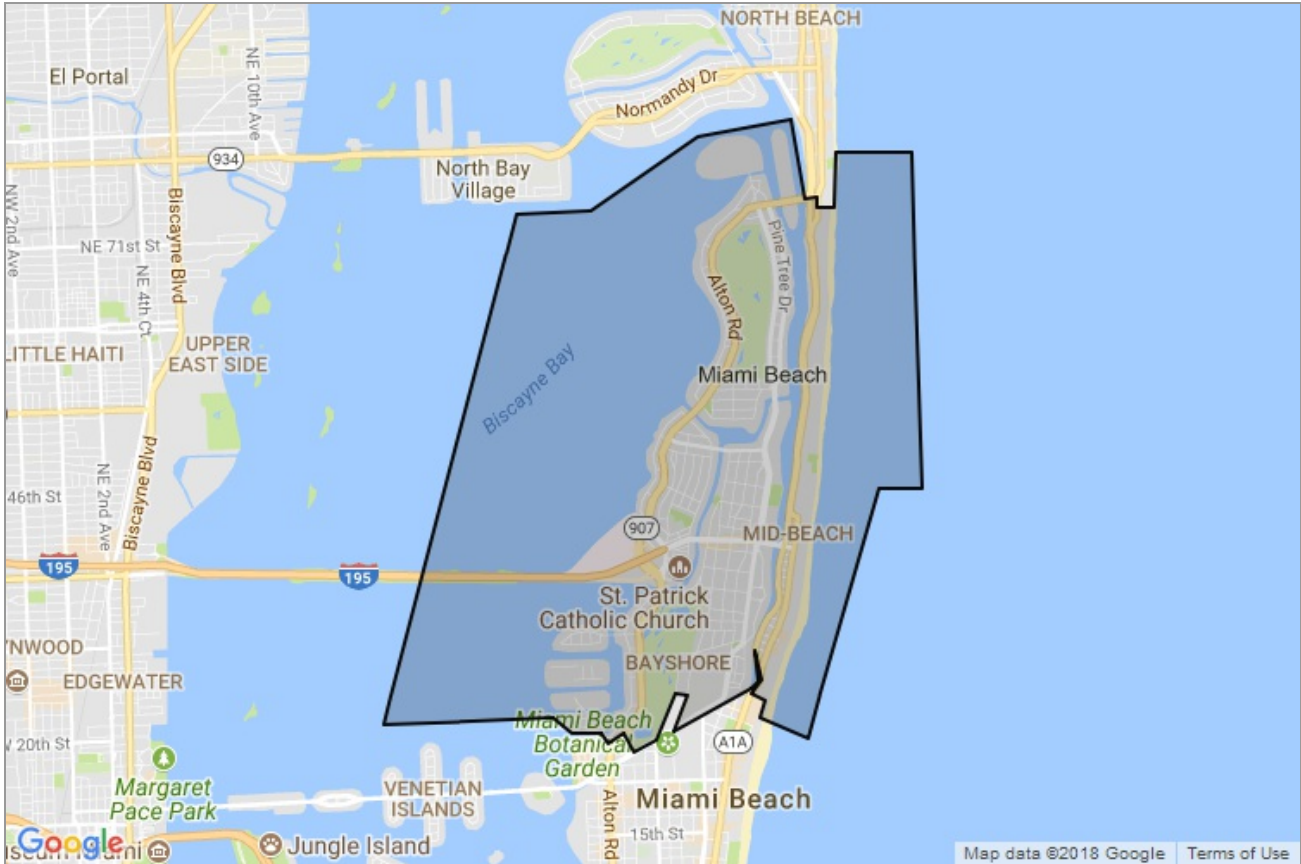 NORTH BEACH
El Portal
NE 10th Ave
Normandy Dr
934
North Bay
Village
NW 2nd Ave
Biscayne Blvd
NE 71st St
NE 4th Ct
Pine Tree Dr
Alton Rd
LITTLE HAITI
UPPER
EAST SIDE
Biscayne Bay
Miami Beach
46th St
NE 2nd Ave
Biscayne Blvd
907
MID-BEACH
195
195
St. Patrick
Catholic Church
YNWOOD
EDGEWATER
BAYSHORE
Miami Beach
Botanical
Garden
A1A
V 20th St
Margaret
Pace Park
VENETIAN
ISLANDS
Alton Rd
Miami Beach
15th St
Google
Jungle Island
Map data ©2018 Google
Terms of Use